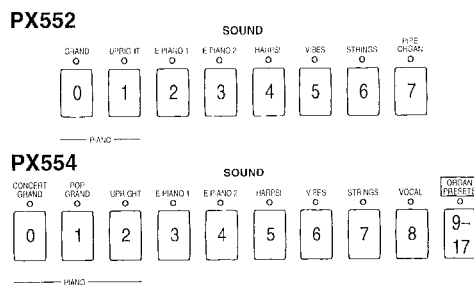 PX552
SOUND
GRAND UPRIGHT E PIANO 1 E PIANO 2 HARPSI VIBES STRINGS PIPE ORGAN
0 1 2 3 4 5 6 7
PIANO
PX554
SOUND
CONCERT GRAND POP GRAND UPRIGHT E PIANO 1 E PIANO 2 HARPSI VIBES STRINGS VOCAL ORGAN PRESETS
0 1 2 3 4 5 6 7 8 9-17
PIANO